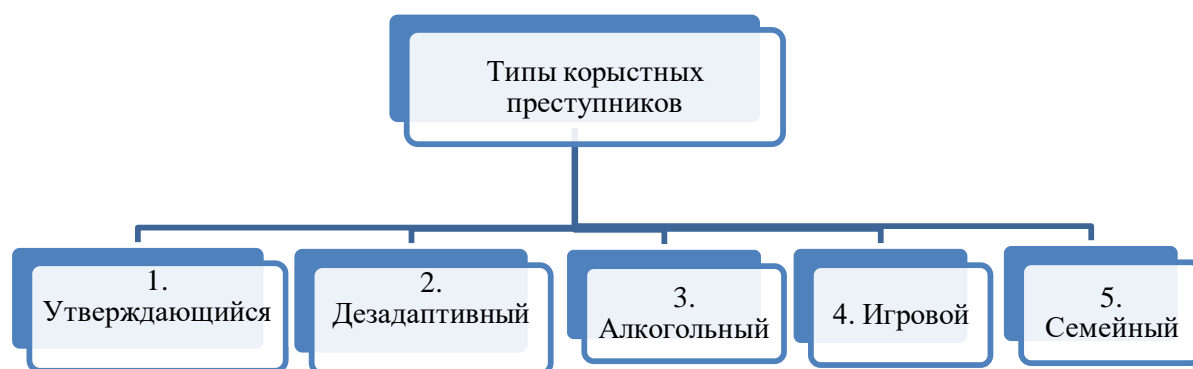 Типы корыстных
преступников
1.
Утверждающийся
2.
Дезадаптивный
3.
Алкогольный
4. Игровой
5.
Семейный